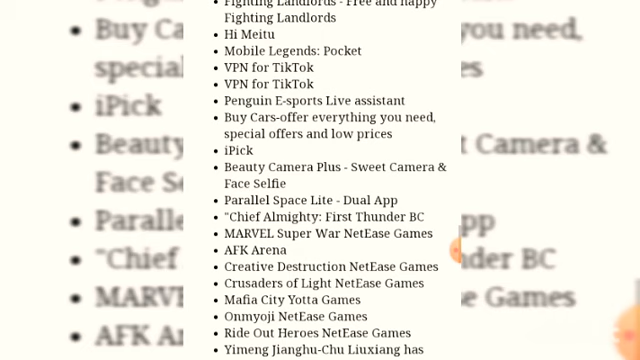 Fighting Landlords - Free and happy
Fighting Landlords
• Hi Meitu
• Mobile Legends: Pocket
• VPN for TikTok
• VPN for TikTok
• Penguin E-sports Live assistant
• Buy Cars-offer everything you need,
special offers and low prices
• iPick
• Beauty Camera Plus - Sweet Camera &
Face Selfie
• Parallel Space Lite - Dual App
• "Chief Almighty: First Thunder BC
• MARVEL Super War NetEase Games
• AFK Arena
• Creative Destruction NetEase Games
• Crusaders of Light NetEase Games
• Mafia City Yotta Games
• Onmyoji NetEase Games
• Ride Out Heroes NetEase Games
• Yimeng Jianghu-Chu Liuxiang has